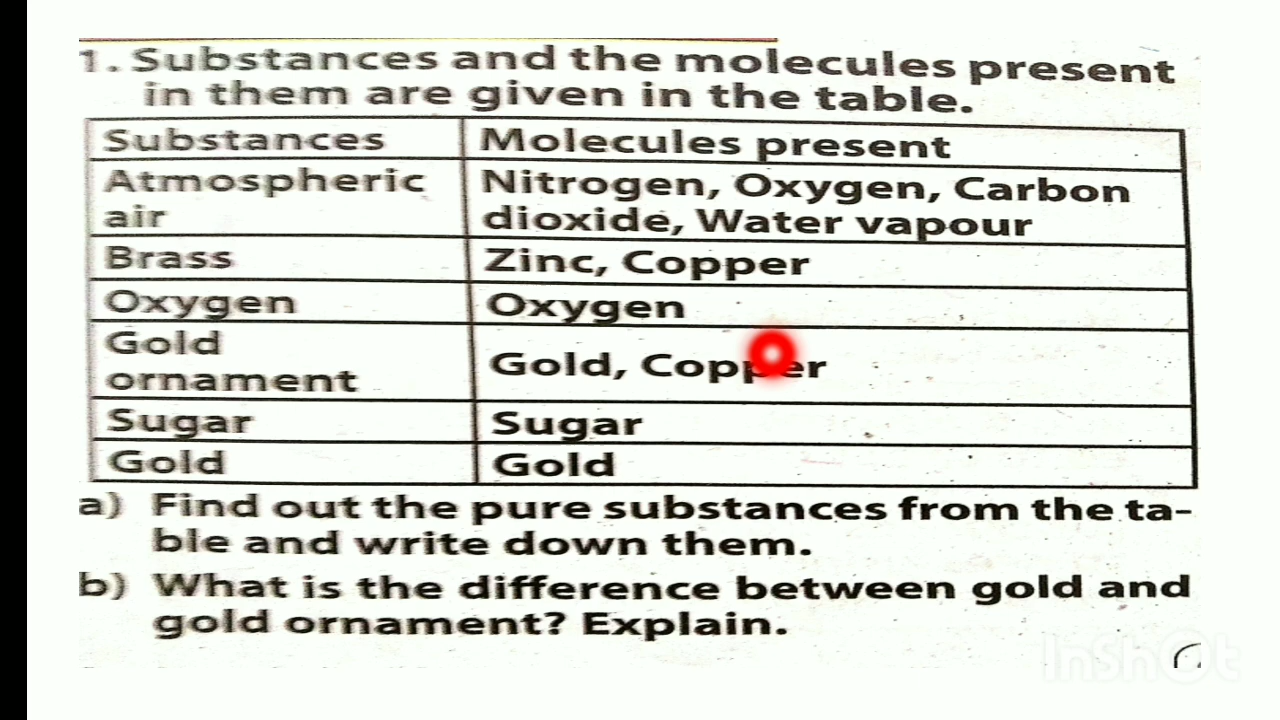 1. Substances and the molecules present
in them are given in the table.
Substances Molecules present
Atmospheric
air
Nitrogen, Oxygen, Carbon
dioxide, Water vapour
Brass Zinc, Copper
Oxygen Oxygen
Gold
ornament
Gold, Copper
Sugar Sugar
Gold Gold
a) Find out the pure substances from the ta-
ble and write down them.
b) What is the difference between gold and
gold ornament? Explain.
InShOt